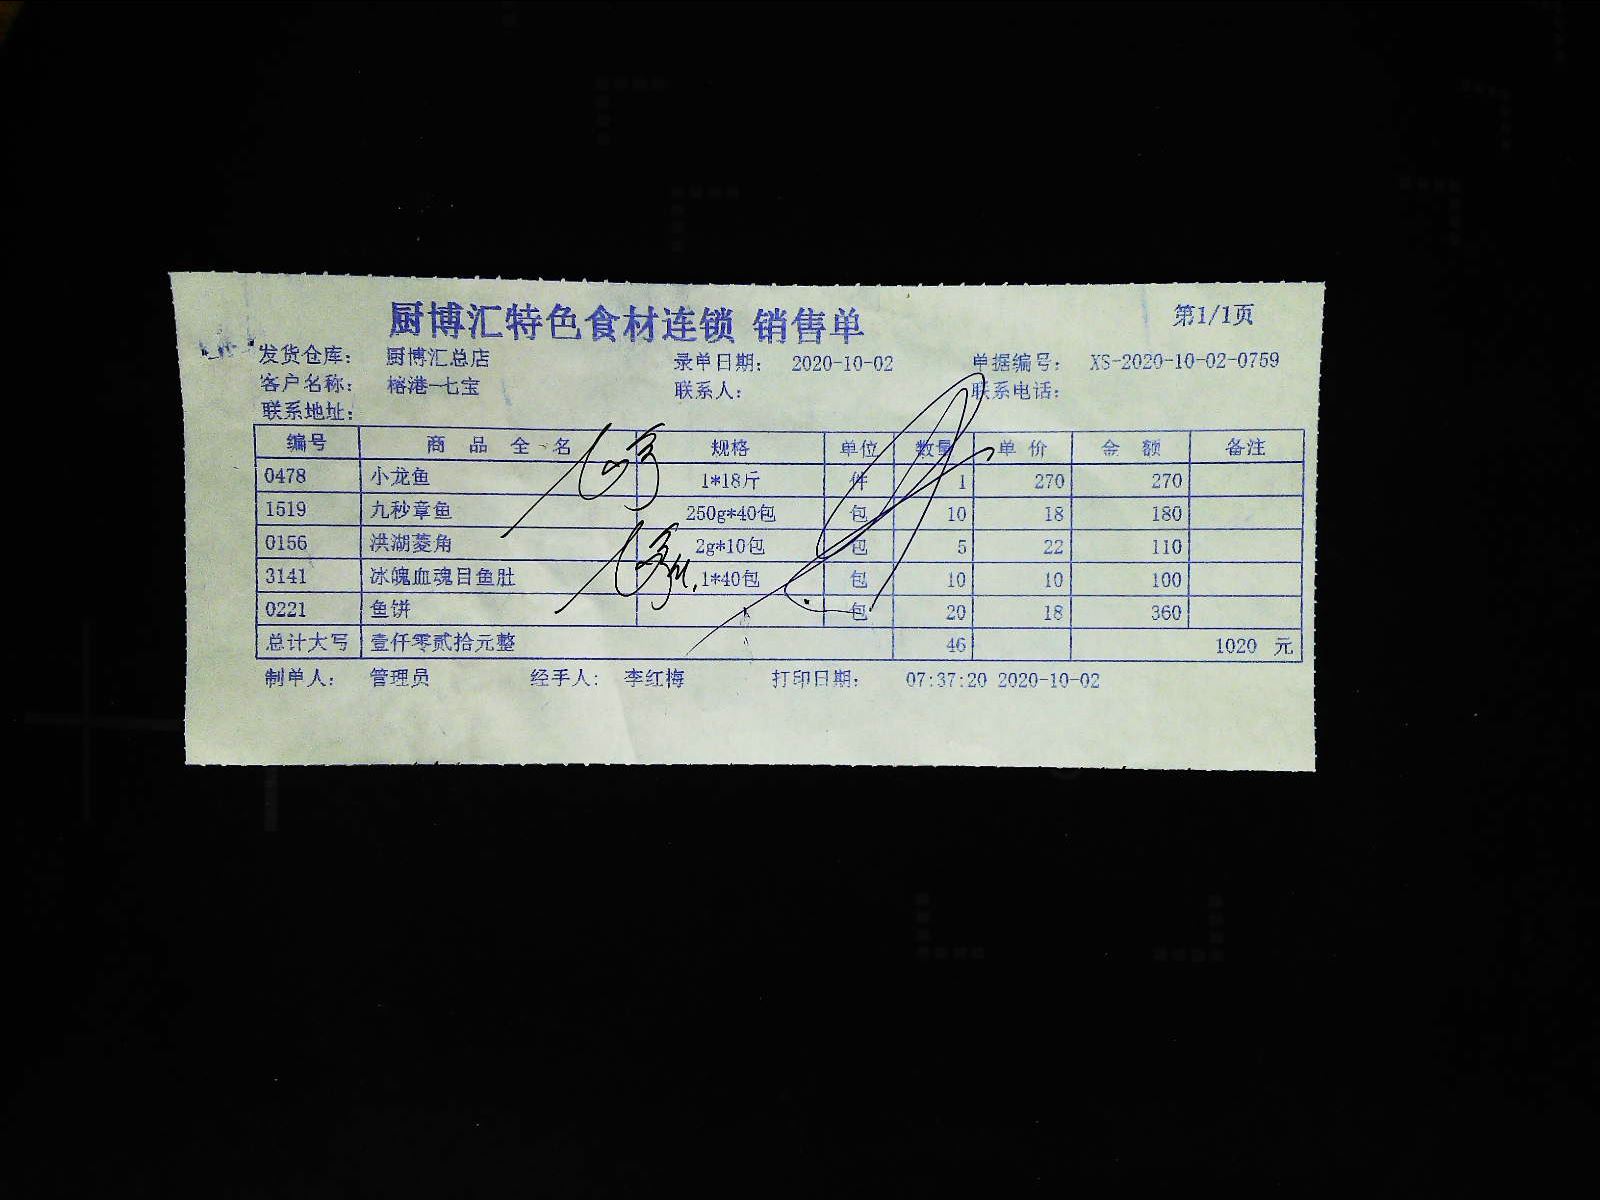 厨博汇特色食材连锁 销售单 第1/1页
发货仓库: 厨博汇总店 录单日期: 2020-10-02 单据编号: XS-2020-10-02-0759
客户名称: 榕港-七宝 联系人: 联系电话:
联系地址:
编号 商品全名 规格 单位 数量 单价 金额 备注
0478 小龙鱼 1*18斤 件 1 270 270
1519 九秒章鱼 250g*40包 包 10 18 180
0156 洪湖菱角 2g*10包 包 5 22 110
3141 冰魄血魂目鱼肚 1*40包 包 10 10 100
0221 鱼饼 包 20 18 360
总计大写 壹仟零贰拾元整 46 1020 元
制单人: 管理员 经手人: 李红梅 打印日期: 07:37:20 2020-10-02